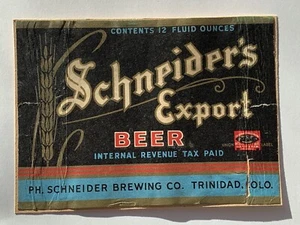 CONTENTS 12 FLUID OUNCES
Schneider's
Export
BEER
INTERNAL REVENUE TAX PAID
PH. SCHNEIDER BREWING CO. TRINIDAD, COLO.